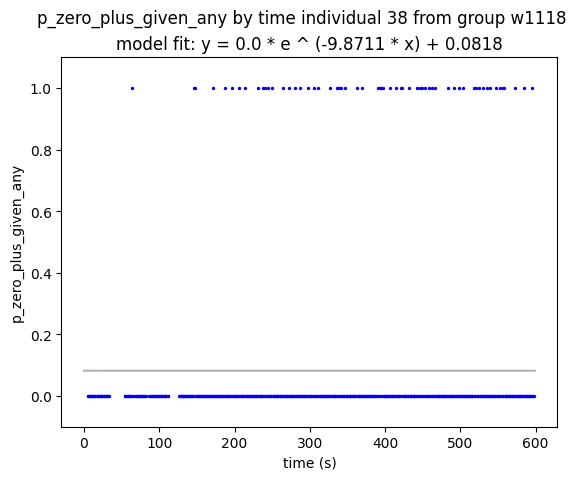 p_zero_plus_given_any by time individual 38 from group w1118
model fit: y = 0.0 * e ^ (-9.8711 * x) + 0.0818
1.0
0.8
0.6
0.4
0.2
0.0
p_zero_plus_given_any
0 100 200 300 400 500 600
time (s)